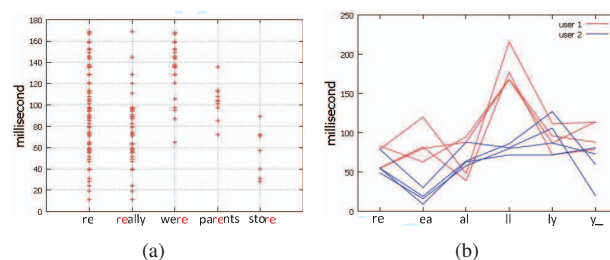 millisecond
180
160
140
120
100
80
60
40
20
0
re really were parents store
(a)
millisecond
250
200
150
100
50
0
user 1
user 2
re ea al ll ly y_
(b)